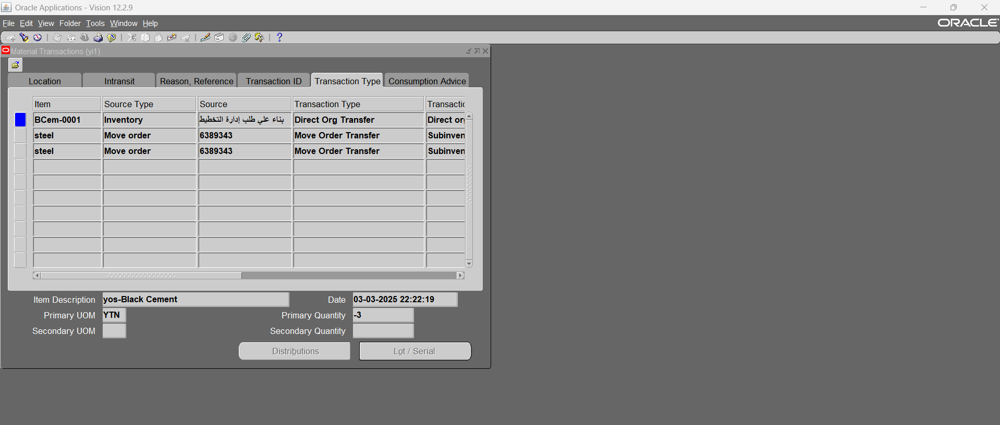 Oracle Applications - Vision 12.2.9
File Edit View Folder Tools Window Help
ORACLE
Material Transactions (yi1)
Location Intransit Reason, Reference Transaction ID Transaction Type Consumption Advice
Item Source Type Source Transaction Type Transactic
BCem-0001 Inventory بناء علي طلب إدارة التخطيط Direct Org Transfer Direct or
steel Move order 6389343 Move Order Transfer Subinven
steel Move order 6389343 Move Order Transfer Subinven
Item Description yos-Black Cement Date 03-03-2025 22:22:19
Primary UOM YTN Primary Quantity -3
Secondary UOM Secondary Quantity
Distributions Lot / Serial